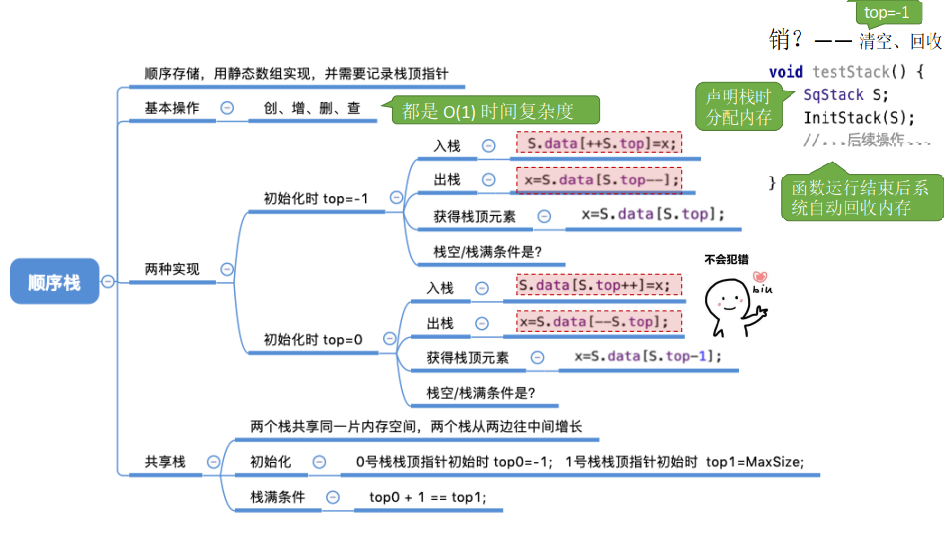 top=-1
销？—— 清空、回收
void testStack() {
SqStack S;
InitStack(S);
//...后续操作...
}
声明栈时
分配内存
函数运行结束后系
统自动回收内存
顺序栈
顺序存储，用静态数组实现，并需要记录栈顶指针
基本操作
创、增、删、查
都是 O(1) 时间复杂度
两种实现
初始化时 top=-1
入栈
S.data[++S.top]=x;
出栈
x=S.data[S.top--];
获得栈顶元素
x=S.data[S.top];
栈空/栈满条件是?
初始化时 top=0
入栈
S.data[S.top++]=x;
出栈
x=S.data[--S.top];
获得栈顶元素
x=S.data[S.top-1];
栈空/栈满条件是?
不会犯错
biu
共享栈
两个栈共享同一片内存空间，两个栈从两边往中间增长
初始化
0号栈栈顶指针初始时 top0=-1; 1号栈栈顶指针初始时 top1=MaxSize;
栈满条件
top0 + 1 == top1;